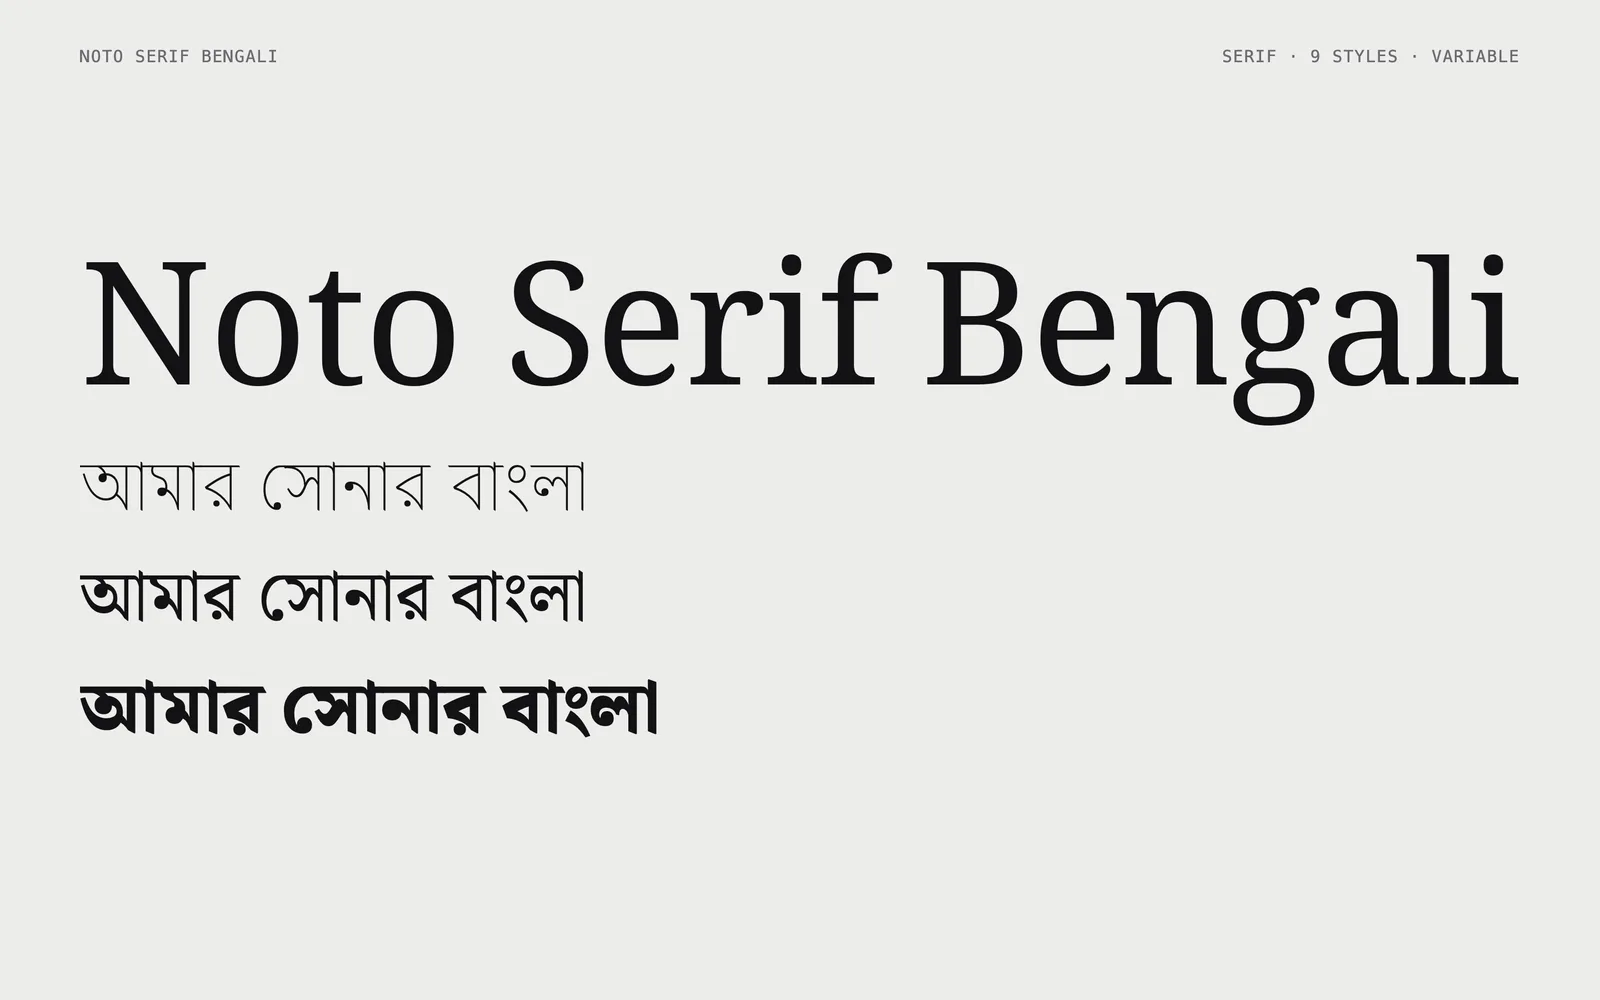 NOTO SERIF BENGALI
SERIF · 9 STYLES · VARIABLE
Noto Serif Bengali
আমার সোনার বাংলা
আমার সোনার বাংলা
আমার সোনার বাংলা